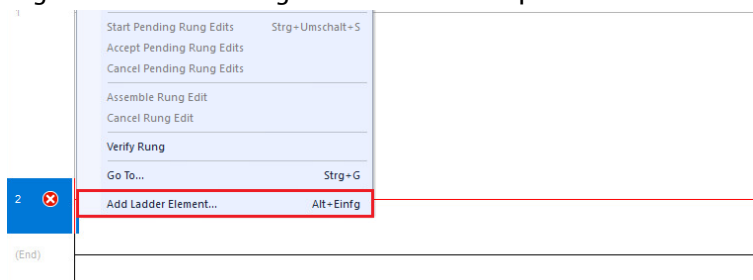 Start Pending Rung Edits Strg+Umschalt+S
Accept Pending Rung Edits
Cancel Pending Rung Edits
Assemble Rung Edit
Cancel Rung Edit
Verify Rung
Go To... Strg+G
2 Add Ladder Element... Alt+Einfg
(End)